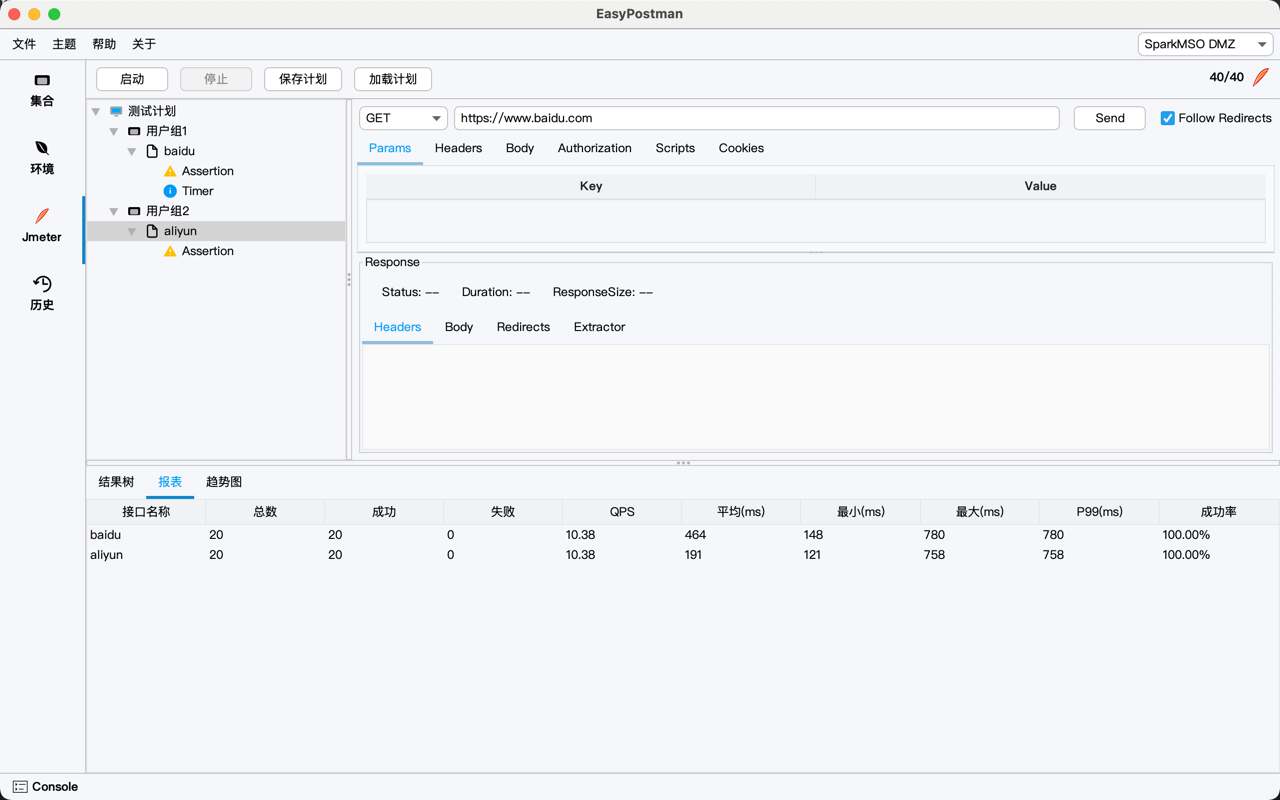 EasyPostman
文件 主题 帮助 关于 SparkMSO DMZ
启动 停止 保存计划 加载计划 40/40
集合
环境
Jmeter
历史
测试计划
用户组1
baidu
Assertion
Timer
用户组2
aliyun
Assertion
GET https://www.baidu.com Send Follow Redirects
Params Headers Body Authorization Scripts Cookies
Key Value
Response
Status: –– Duration: –– ResponseSize: ––
Headers Body Redirects Extractor
结果树 报表 趋势图
接口名称 总数 成功 失败 QPS 平均(ms) 最小(ms) 最大(ms) P99(ms) 成功率
baidu 20 20 0 10.38 464 148 780 780 100.00%
aliyun 20 20 0 10.38 191 121 758 758 100.00%
Console